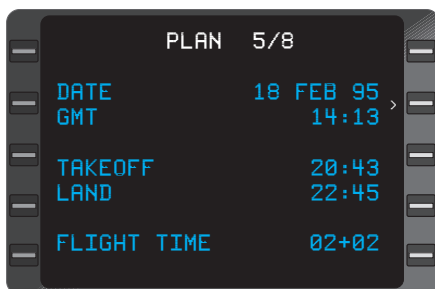 PLAN 5/8
DATE 18 FEB 95 >
GMT 14:13
TAKEOFF 20:43
LAND 22:45
FLIGHT TIME 02+02